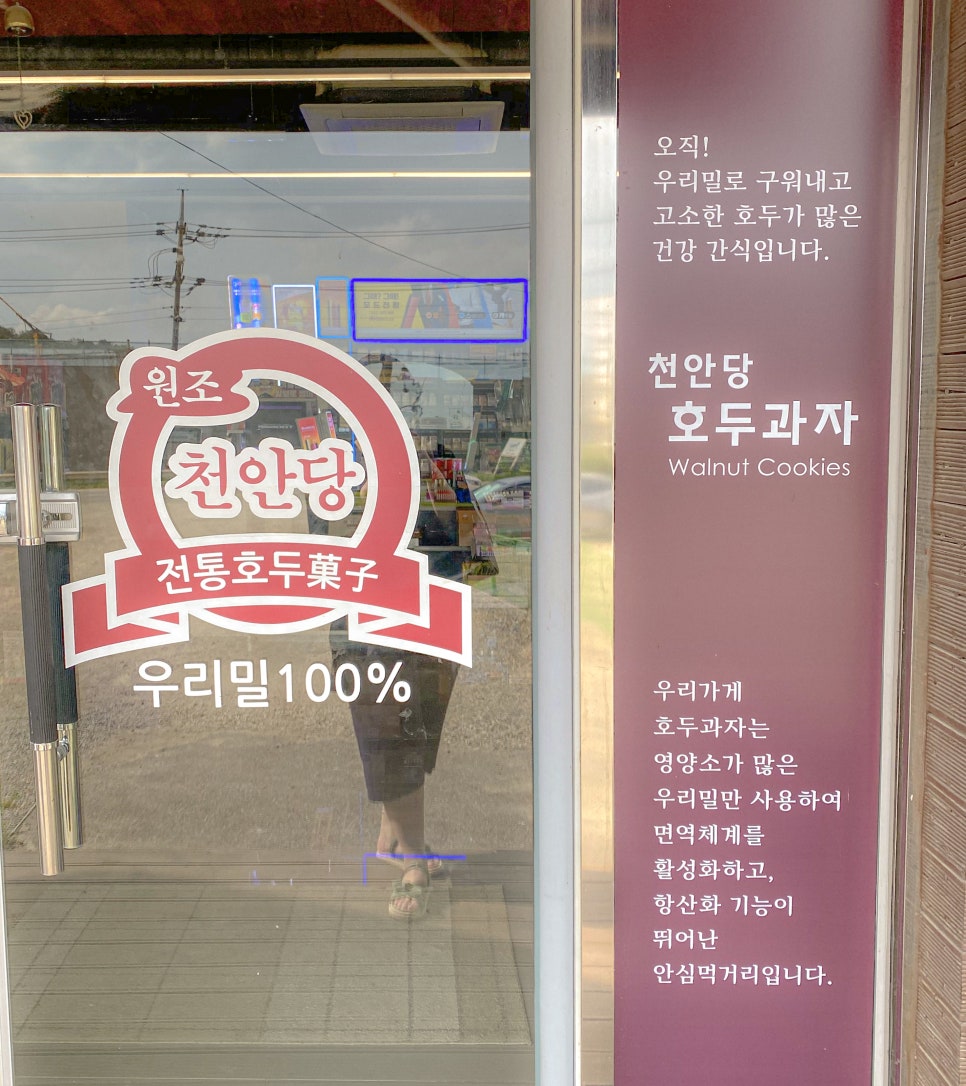 원조
천안당
전통호두菓子
우리밀100%
오직!
우리밀로 구워내고
고소한 호두가 많은
건강 간식입니다.
천안당
호두과자
Walnut Cookies
우리가게
호두과자는
영양소가 많은
우리밀만 사용하여
면역체계를
활성화하고,
항산화 기능이
뛰어난
안심먹거리입니다.